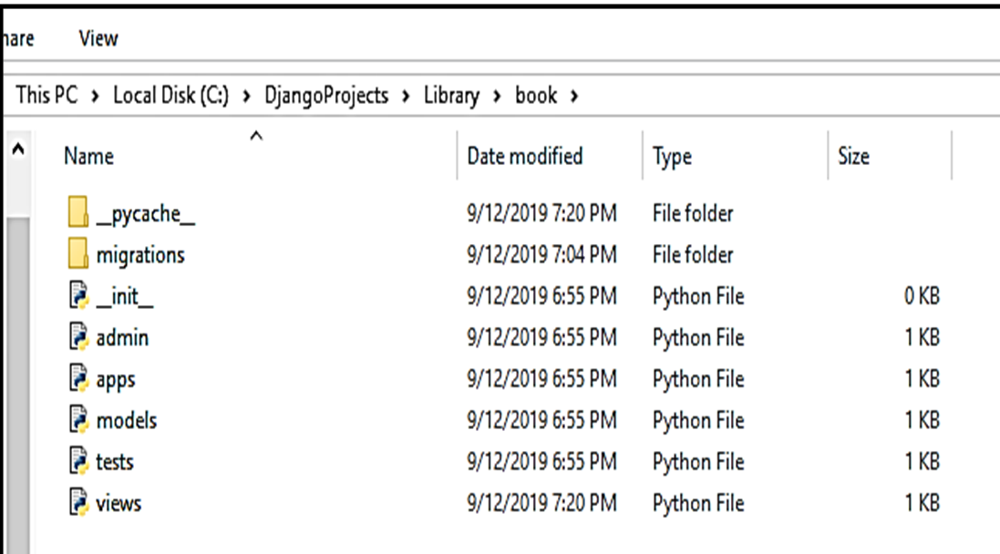 hare View
This PC > Local Disk (C:) > DjangoProjects > Library > book >
Name Date modified Type Size
__pycache__ 9/12/2019 7:20 PM File folder
migrations 9/12/2019 7:04 PM File folder
__init__ 9/12/2019 6:55 PM Python File 0 KB
admin 9/12/2019 6:55 PM Python File 1 KB
apps 9/12/2019 6:55 PM Python File 1 KB
models 9/12/2019 6:55 PM Python File 1 KB
tests 9/12/2019 6:55 PM Python File 1 KB
views 9/12/2019 7:20 PM Python File 1 KB